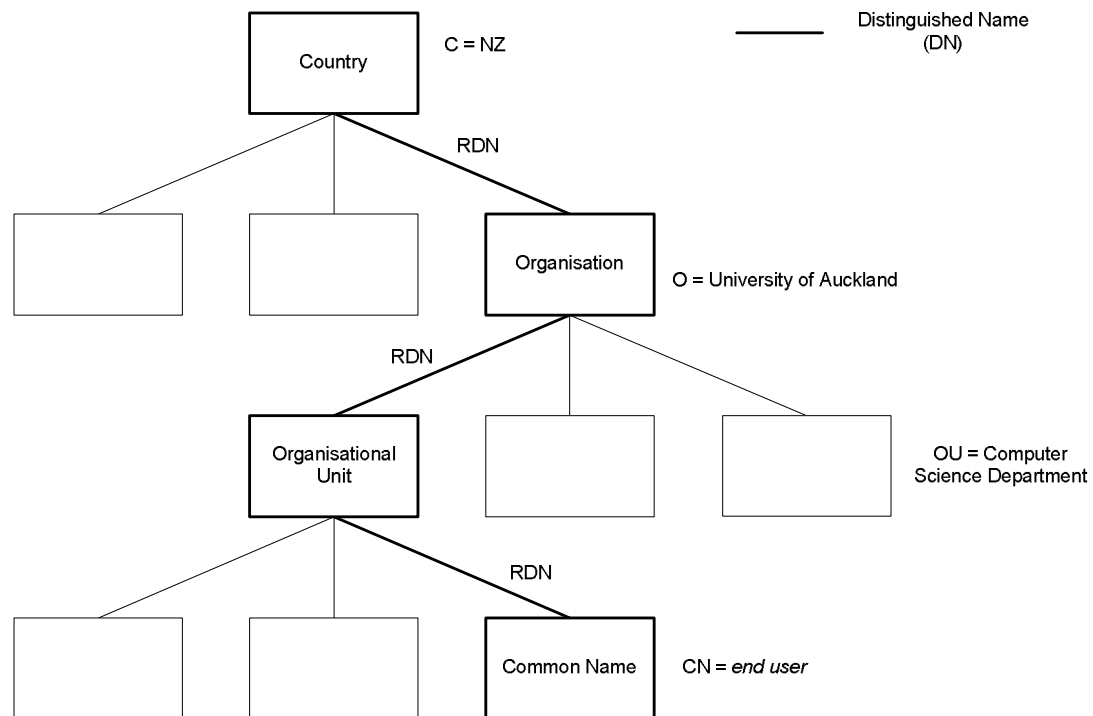 Distinguished Name
(DN)
C = NZ
Country
RDN
Organisation
O = University of Auckland
RDN
Organisational
Unit
OU = Computer
Science Department
RDN
Common Name
CN = end user